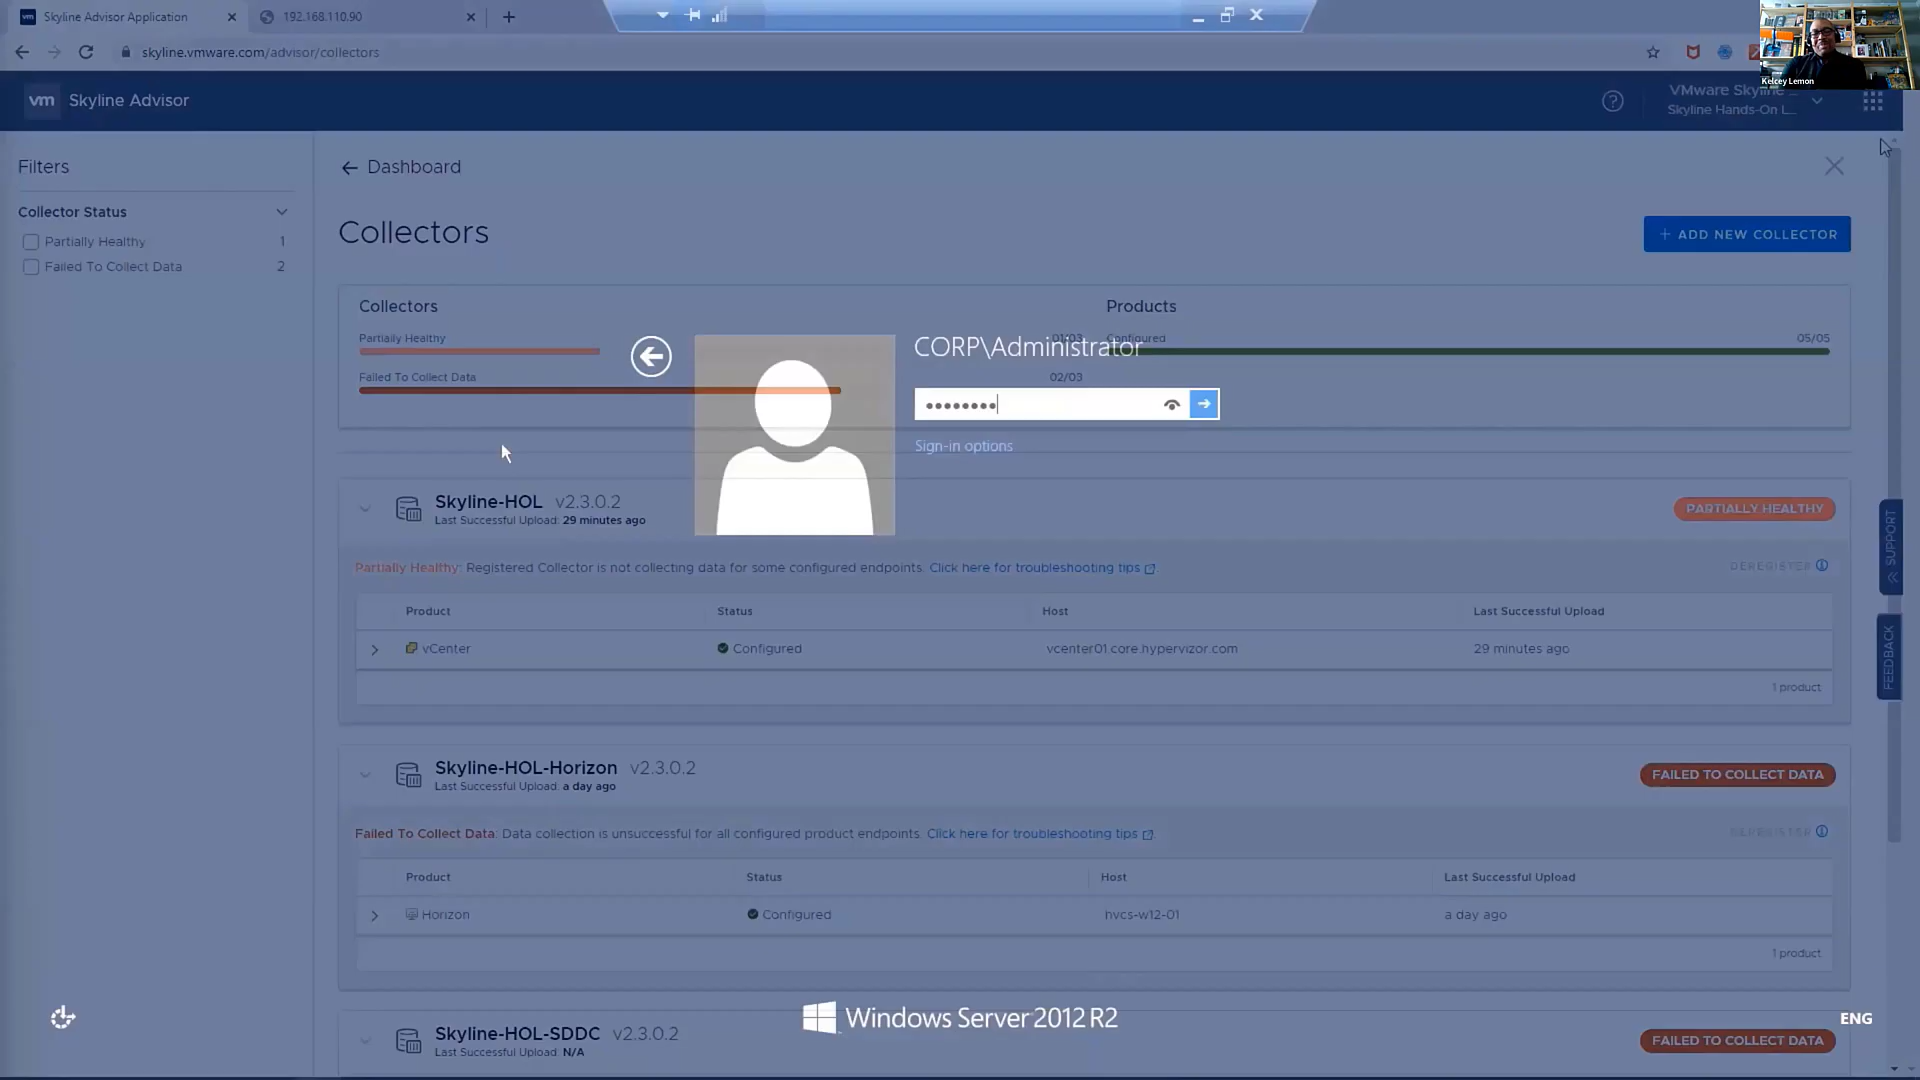 vm Skyline Advisor Application
192.168.110.90
skyline.vmware.com/advisor/collectors
Kelcey Lemon
vm Skyline Advisor
VMware Skyline ...
Skyline Hands-On L...
Filters
Dashboard
Collector Status
Partially Healthy 1
Failed To Collect Data 2
Collectors
+ ADD NEW COLLECTOR
Collectors
Products
Partially Healthy 01/03
Configured 05/05
Failed To Collect Data 02/03
CORP\Administrator
Sign-in options
Skyline-HOL v2.3.0.2
Last Successful Upload: 29 minutes ago
PARTIALLY HEALTHY
Partially Healthy: Registered Collector is not collecting data for some configured endpoints. Click here for troubleshooting tips
DEREGISTER
SUPPORT
FEEDBACK
Product Status Host Last Successful Upload
vCenter Configured vcenter01.core.hypervizor.com 29 minutes ago
1 product
Skyline-HOL-Horizon v2.3.0.2
Last Successful Upload: a day ago
FAILED TO COLLECT DATA
Failed To Collect Data: Data collection is unsuccessful for all configured product endpoints. Click here for troubleshooting tips
DEREGISTER
Product Status Host Last Successful Upload
Horizon Configured hvcs-w12-01 a day ago
1 product
Windows Server 2012 R2
ENG
Skyline-HOL-SDDC v2.3.0.2
Last Successful Upload: N/A
FAILED TO COLLECT DATA